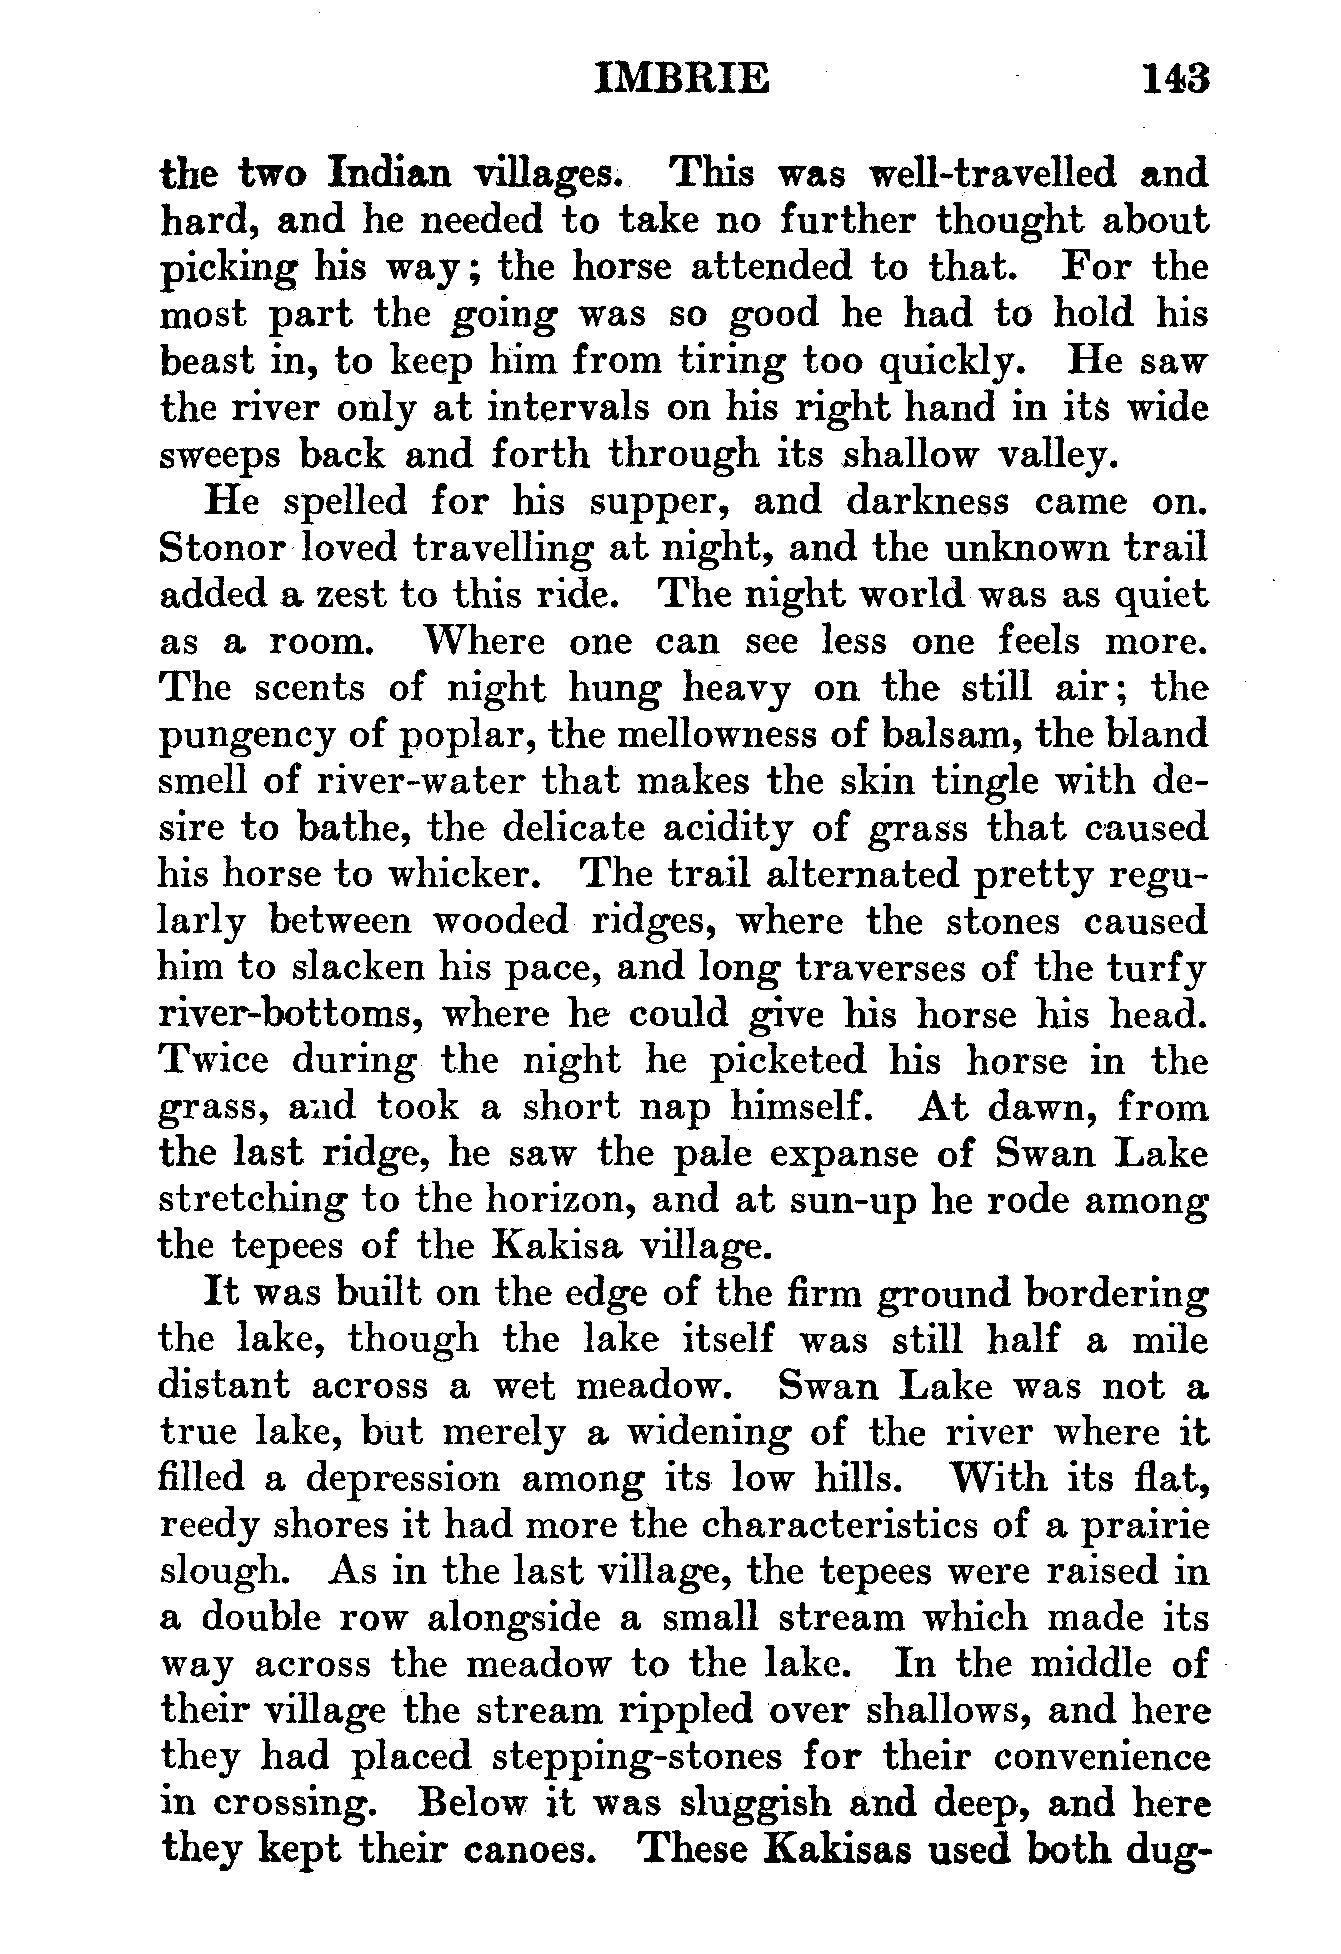 IMBRIE 143
the two Indian villages. This was well-travelled and
hard, and he needed to take no further thought about
picking his way; the horse attended to that. For the
most part the going was so good he had to hold his
beast in, to keep him from tiring too quickly. He saw
the river only at intervals on his right hand in its wide
sweeps back and forth through its shallow valley.
He spelled for his supper, and darkness came on.
Stonor loved travelling at night, and the unknown trail
added a zest to this ride. The night world was as quiet
as a room. Where one can see less one feels more.
The scents of night hung heavy on the still air; the
pungency of poplar, the mellowness of balsam, the bland
smell of river-water that makes the skin tingle with de-
sire to bathe, the delicate acidity of grass that caused
his horse to whicker. The trail alternated pretty regu-
larly between wooded ridges, where the stones caused
him to slacken his pace, and long traverses of the turfy
river-bottoms, where he could give his horse his head.
Twice during the night he picketed his horse in the
grass, and took a short nap himself. At dawn, from
the last ridge, he saw the pale expanse of Swan Lake
stretching to the horizon, and at sun-up he rode among
the tepees of the Kakisa village.
It was built on the edge of the firm ground bordering
the lake, though the lake itself was still half a mile
distant across a wet meadow. Swan Lake was not a
true lake, but merely a widening of the river where it
filled a depression among its low hills. With its flat,
reedy shores it had more the characteristics of a prairie
slough. As in the last village, the tepees were raised in
a double row alongside a small stream which made its
way across the meadow to the lake. In the middle of
their village the stream rippled over shallows, and here
they had placed stepping-stones for their convenience
in crossing. Below it was sluggish and deep, and here
they kept their canoes. These Kakisas used both dug-